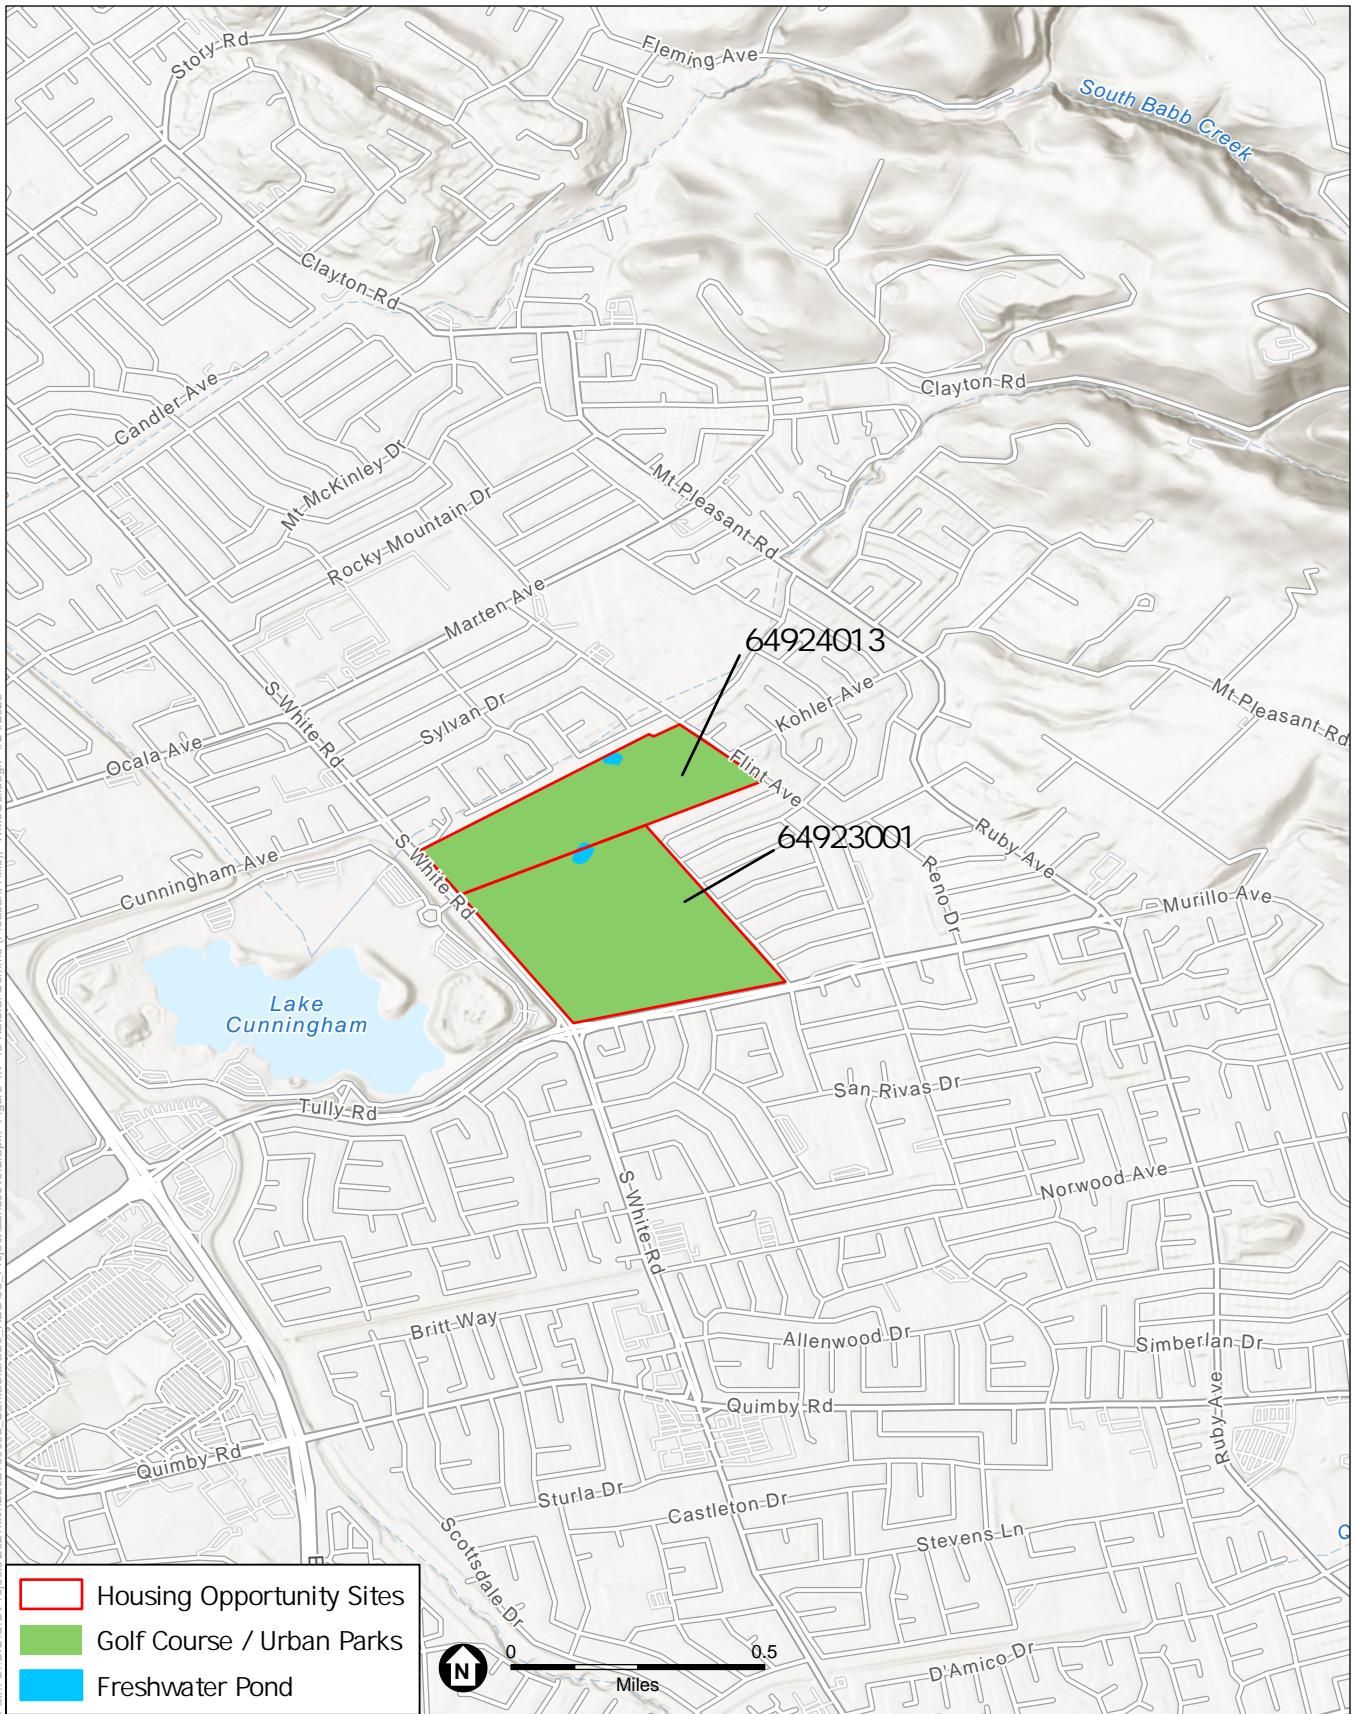 Story Rd
Fleming Ave
South Babb Creek
Clayton Rd
Clayton Rd
Candler Ave
Mt McKinley Dr
Mt Pleasant Rd
Rocky Mountain Dr
Marten Ave
64924013
Kohler Ave
Mt Pleasant Rd
S White Rd
Sylvan Dr
Ocala Ave
Flint Ave
64923001
Ruby Ave
S White Rd
Cunningham Ave
Reno Dr
Murillo Ave
Lake
Cunningham
San Rivas Dr
Tully Rd
S White Rd
Norwood Ave
Britt Way
Allenwood Dr
Simberlan Dr
Quimby Rd
Ruby Ave
Quimby Rd
Sturla Dr
Castleton Dr
Scottsdale Dr
Stevens Ln
Q
E
Housing Opportunity Sites
Golf Course / Urban Parks
Freshwater Pond
N
0 0.5
Miles
D'Amico Dr